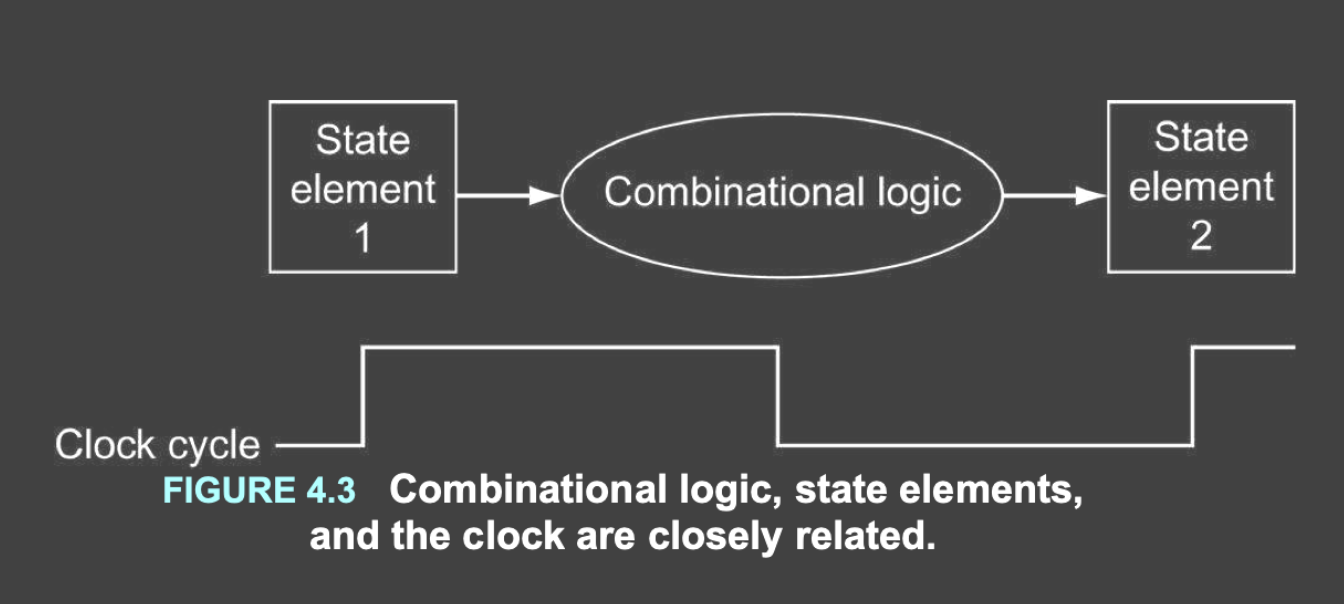 State
element
1
Combinational logic
State
element
2
Clock cycle
FIGURE 4.3 Combinational logic, state elements,
and the clock are closely related.